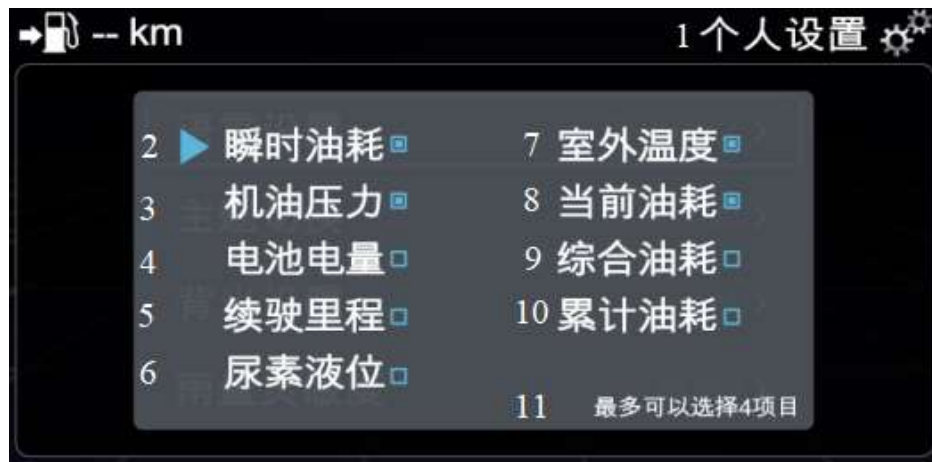 -- km
1 个人设置
2 瞬时油耗
7 室外温度
3 机油压力
8 当前油耗
4 电池电量
9 综合油耗
5 续驶里程
10 累计油耗
6 尿素液位
11 最多可以选择4项目